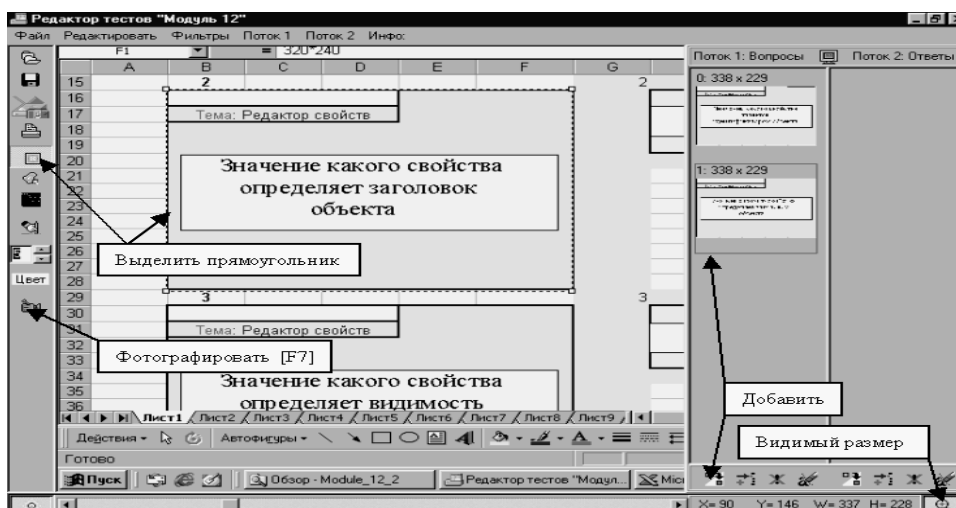 Редактор тестов "Модуль 12"
Файл Редактировать Фильтры Поток 1 Поток 2 Инфо:
F1 = 320*240
Поток 1: Вопросы Поток 2: Ответы
A B C D E F G
0: 338 x 229
15 2 2
16
17 Тема: Редактор свойств
18
19
20
21
22
23
24
Значение какого свойства
определяет заголовок
объекта
1: 338 x 229
25
26
27
28
Выделить прямоугольник
Цвет
29 3 3
30
31 Тема: Редактор свойств
32
33
Фотографировать [F7]
34
35
36
Значение какого свойства
определяет видимость
Добавить
Лист1 Лист2 Лист3 Лист4 Лист5 Лист6 Лист7 Лист8 Лист9
Действия Автофигуры
Видимый размер
Готово
Пуск Обзор - Module_12_2 Редактор тестов "Модул... Micr
X= 90 Y= 146 W= 337 H= 228